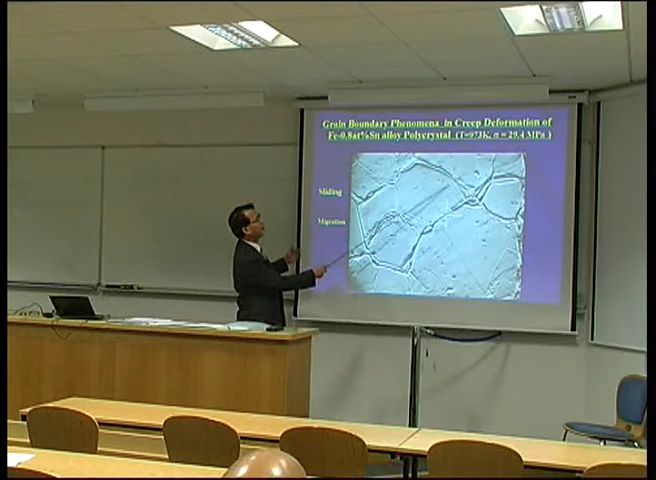 Grain Boundary Phenomena in Creep Deformation of
Fe-0.8at%Sn alloy Polycrystal (T=973K, σ = 29.4 MPa )
Sliding
Migration